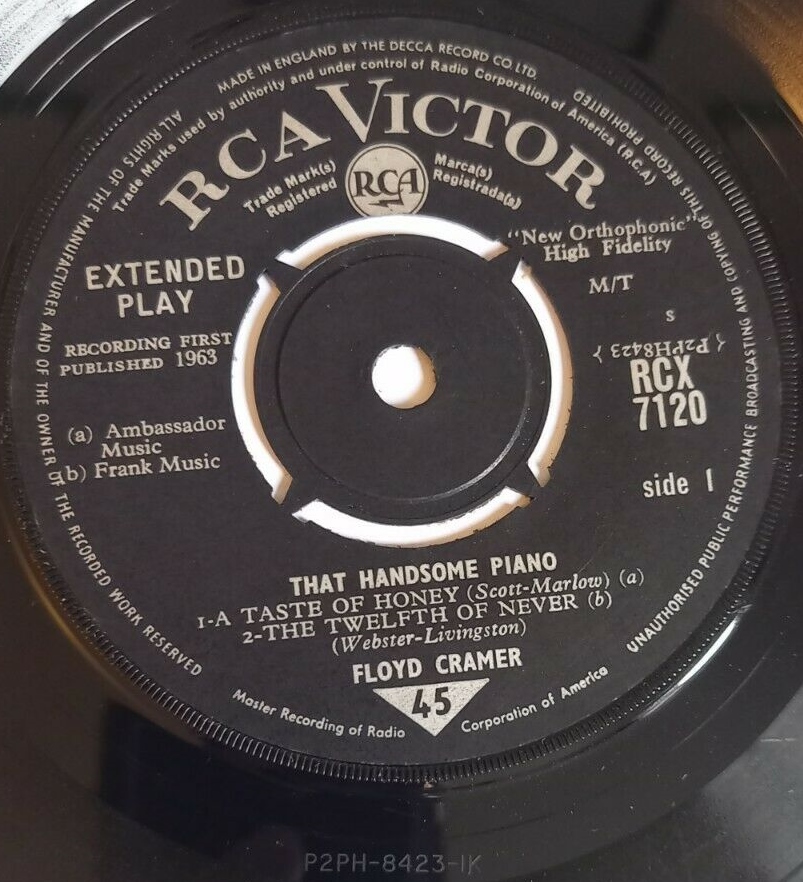 MADE IN ENGLAND BY THE DECCA RECORD CO. LTD.
Trade Marks used by authority and under control of Radio Corporation of America (R.C.A)
RCA VICTOR
Trade Mark(s)
Registered
RCA
Marca(s)
Registrada(s)
"New Orthophonic"
High Fidelity
EXTENDED
PLAY
M/T
S
RECORDING FIRST
PUBLISHED 1963
{ P2PH8423 }
RCX
7120
(a) Ambassador
Music
(b) Frank Music
side 1
THAT HANDSOME PIANO
1-A TASTE OF HONEY (Scott-Marlow) (a)
2-THE TWELFTH OF NEVER (b)
(Webster-Livingston)
FLOYD CRAMER
45
Master Recording of Radio Corporation of America
ALL RIGHTS OF THE MANUFACTURER AND OF THE OWNER OF THE RECORDED WORK RESERVED
UNAUTHORISED PUBLIC PERFORMANCE BROADCASTING AND COPYING OF THIS RECORD PROHIBITED
P2PH-8423-1K